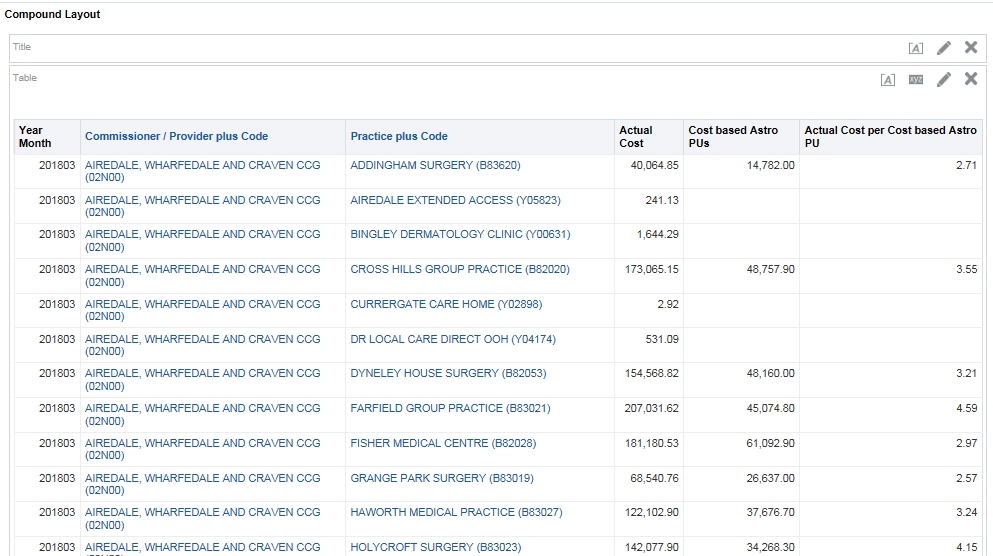 Compound Layout
Title
[A]
Table
[A] xyz
Year Month Commissioner / Provider plus Code Practice plus Code Actual Cost Cost based Astro PUs Actual Cost per Cost based Astro PU
201803 AIREDALE, WHARFEDALE AND CRAVEN CCG ADDINGHAM SURGERY (B83620) 40,064.85 14,782.00 2.71
(02N00)
201803 AIREDALE, WHARFEDALE AND CRAVEN CCG AIREDALE EXTENDED ACCESS (Y05823) 241.13
(02N00)
201803 AIREDALE, WHARFEDALE AND CRAVEN CCG BINGLEY DERMATOLOGY CLINIC (Y00631) 1,644.29
(02N00)
201803 AIREDALE, WHARFEDALE AND CRAVEN CCG CROSS HILLS GROUP PRACTICE (B82020) 173,065.15 48,757.90 3.55
(02N00)
201803 AIREDALE, WHARFEDALE AND CRAVEN CCG CURRERGATE CARE HOME (Y02898) 2.92
(02N00)
201803 AIREDALE, WHARFEDALE AND CRAVEN CCG DR LOCAL CARE DIRECT OOH (Y04174) 531.09
(02N00)
201803 AIREDALE, WHARFEDALE AND CRAVEN CCG DYNELEY HOUSE SURGERY (B82053) 154,568.82 48,160.00 3.21
(02N00)
201803 AIREDALE, WHARFEDALE AND CRAVEN CCG FARFIELD GROUP PRACTICE (B83021) 207,031.62 45,074.80 4.59
(02N00)
201803 AIREDALE, WHARFEDALE AND CRAVEN CCG FISHER MEDICAL CENTRE (B82028) 181,180.53 61,092.90 2.97
(02N00)
201803 AIREDALE, WHARFEDALE AND CRAVEN CCG GRANGE PARK SURGERY (B83019) 68,540.76 26,637.00 2.57
(02N00)
201803 AIREDALE, WHARFEDALE AND CRAVEN CCG HAWORTH MEDICAL PRACTICE (B83027) 122,102.90 37,676.70 3.24
(02N00)
201803 AIREDALE, WHARFEDALE AND CRAVEN CCG HOLYCROFT SURGERY (B83023) 142,077.90 34,268.30 4.15